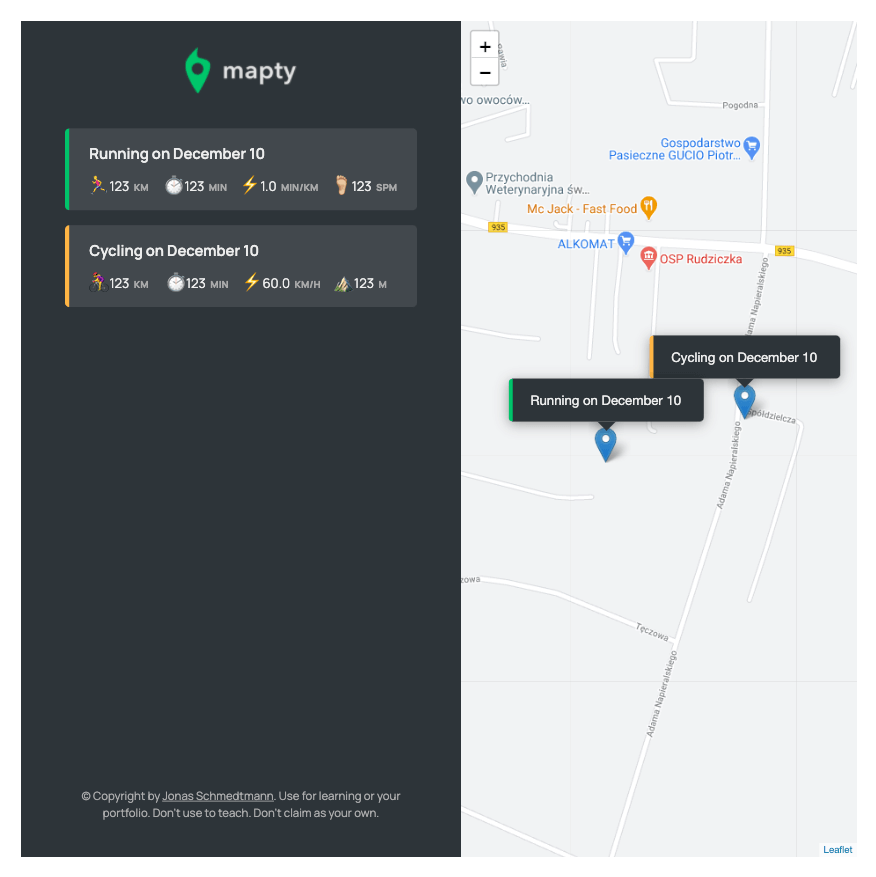 mapty
Running on December 10
123 KM 123 MIN 1.0 MIN/KM 123 SPM
Cycling on December 10
123 KM 123 MIN 60.0 KM/H 123 M
© Copyright by Jonas Schmedtmann. Use for learning or your
portfolio. Don't use to teach. Don't claim as your own.
+
−
wo owoców...
Pogodna
Gospodarstwo
Pasieczne GUCIO Piotr...
Przychodnia
Weterynaryjna św...
Mc Jack - Fast Food
935
ALKOMAT
935
OSP Rudziczka
Adama Napieralskiego
Cycling on December 10
Running on December 10
Spółdzielcza
Adama Napieralskiego
zowa
Tęczowa
Adama Napieralskiego
Leaflet